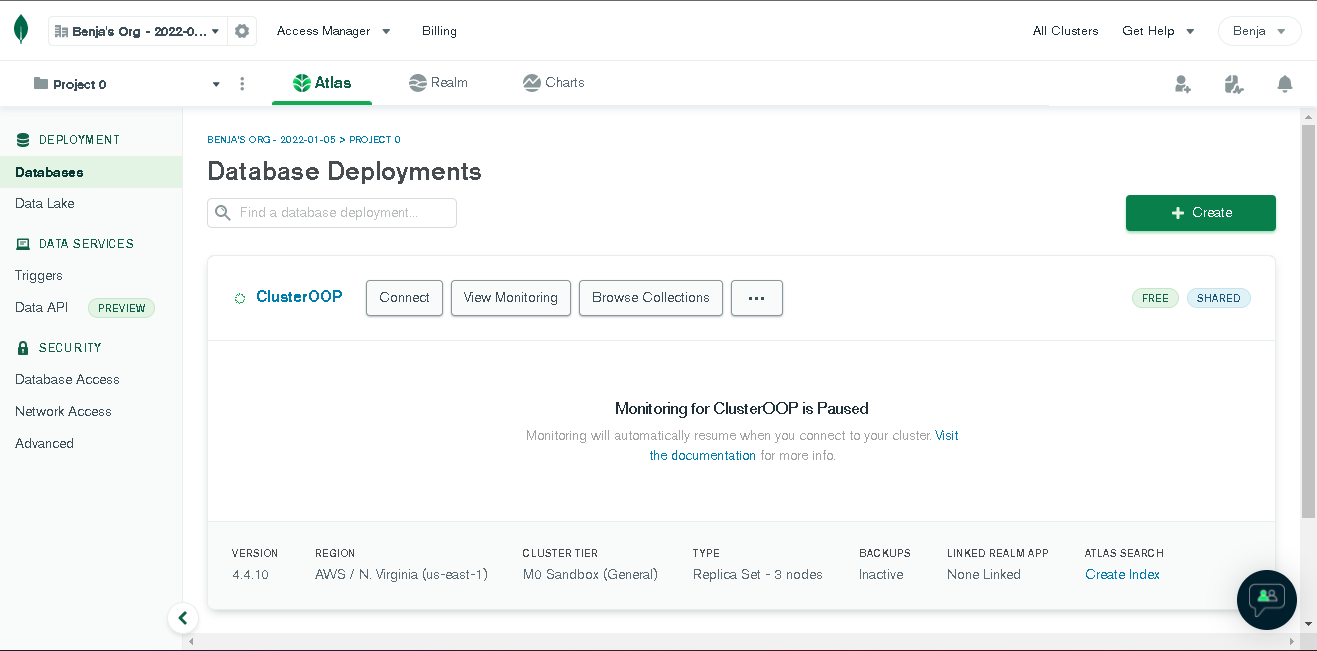 Benja's Org - 2022-0...
Access Manager
Billing
All Clusters
Get Help
Benja
Project 0
Atlas
Realm
Charts
DEPLOYMENT
Databases
Data Lake
DATA SERVICES
Triggers
Data API
PREVIEW
SECURITY
Database Access
Network Access
Advanced
BENJA'S ORG - 2022-01-05 > PROJECT 0
Database Deployments
Find a database deployment...
+ Create
ClusterOOP
Connect
View Monitoring
Browse Collections
...
FREE
SHARED
Monitoring for ClusterOOP is Paused
Monitoring will automatically resume when you connect to your cluster. Visit
the documentation for more info.
VERSION
4.4.10
REGION
AWS / N. Virginia (us-east-1)
CLUSTER TIER
M0 Sandbox (General)
TYPE
Replica Set - 3 nodes
BACKUPS
Inactive
LINKED REALM APP
None Linked
ATLAS SEARCH
Create Index